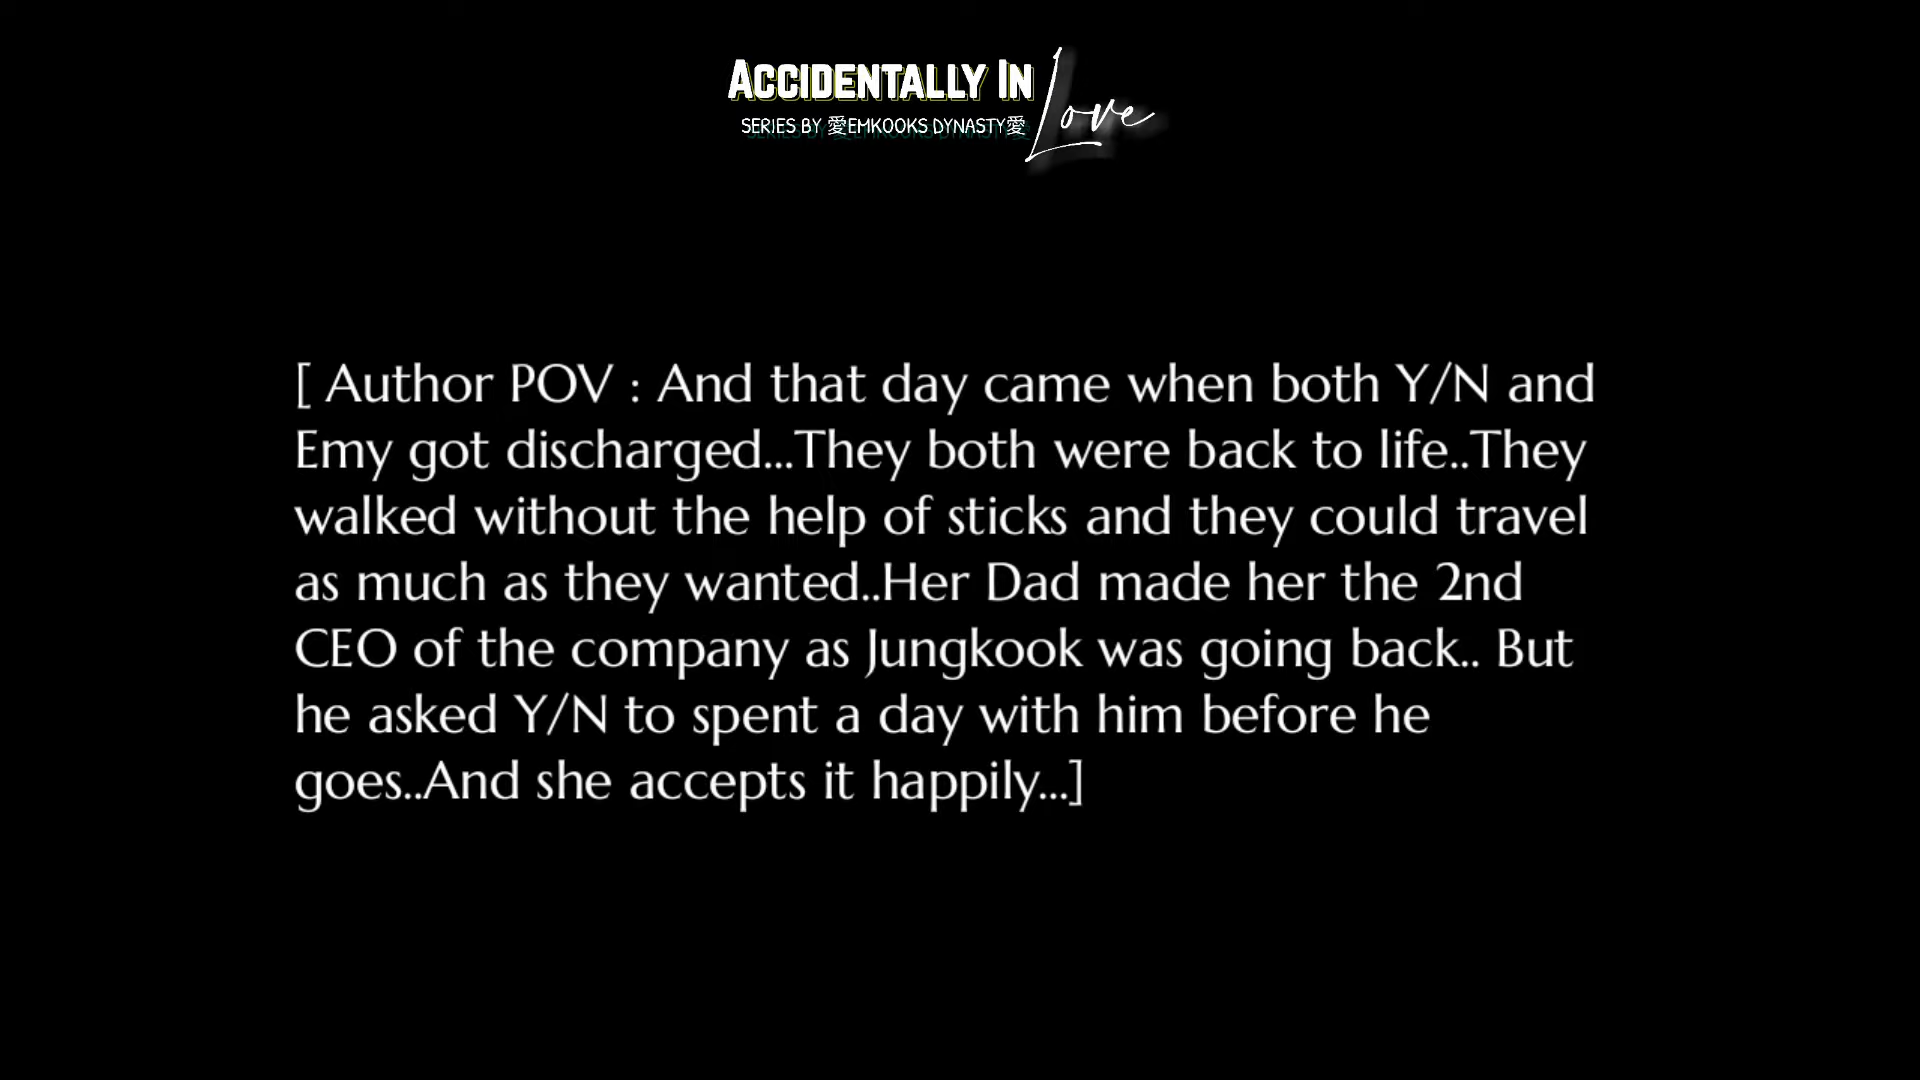 ACCIDENTALLY IN Love
SERIES BY 愛EMKOOKS DYNASTY愛
[ Author POV : And that day came when both Y/N and
Emy got discharged...They both were back to life..They
walked without the help of sticks and they could travel
as much as they wanted..Her Dad made her the 2nd
CEO of the company as Jungkook was going back.. But
he asked Y/N to spent a day with him before he
goes..And she accepts it happily...]